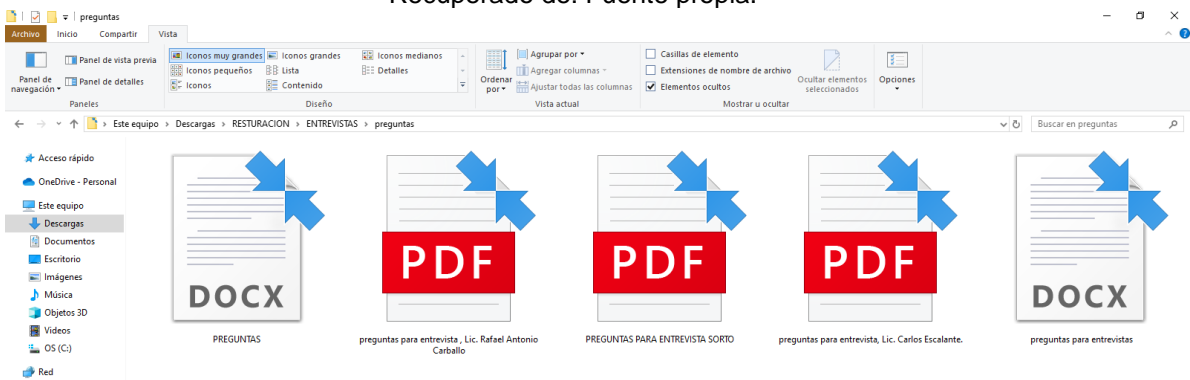 Recuperado de: Fuente propia.
preguntas
Archivo Inicio Compartir Vista
Panel de vista previa
Panel de detalles
Panel de navegación
Paneles
Iconos muy grandes Iconos grandes Iconos medianos
Iconos pequeños Lista Detalles
Iconos Contenido
Diseño
Ordenar por
Agrupar por
Agregar columnas
Ajustar todas las columnas
Vista actual
Casillas de elemento
Extensiones de nombre de archivo
Elementos ocultos
Ocultar elementos seleccionados
Mostrar u ocultar
Opciones
Este equipo > Descargas > RESTURACION > ENTREVISTAS > preguntas
Buscar en preguntas
Acceso rápido
OneDrive - Personal
Este equipo
Descargas
Documentos
Escritorio
Imágenes
Música
Objetos 3D
Videos
OS (C:)
Red
DOCX
PREGUNTAS
PDF
preguntas para entrevista , Lic. Rafael Antonio
Carballo
PDF
PREGUNTAS PARA ENTREVISTA SORTO
PDF
preguntas para entrevista, Lic. Carlos Escalante.
DOCX
preguntas para entrevistas